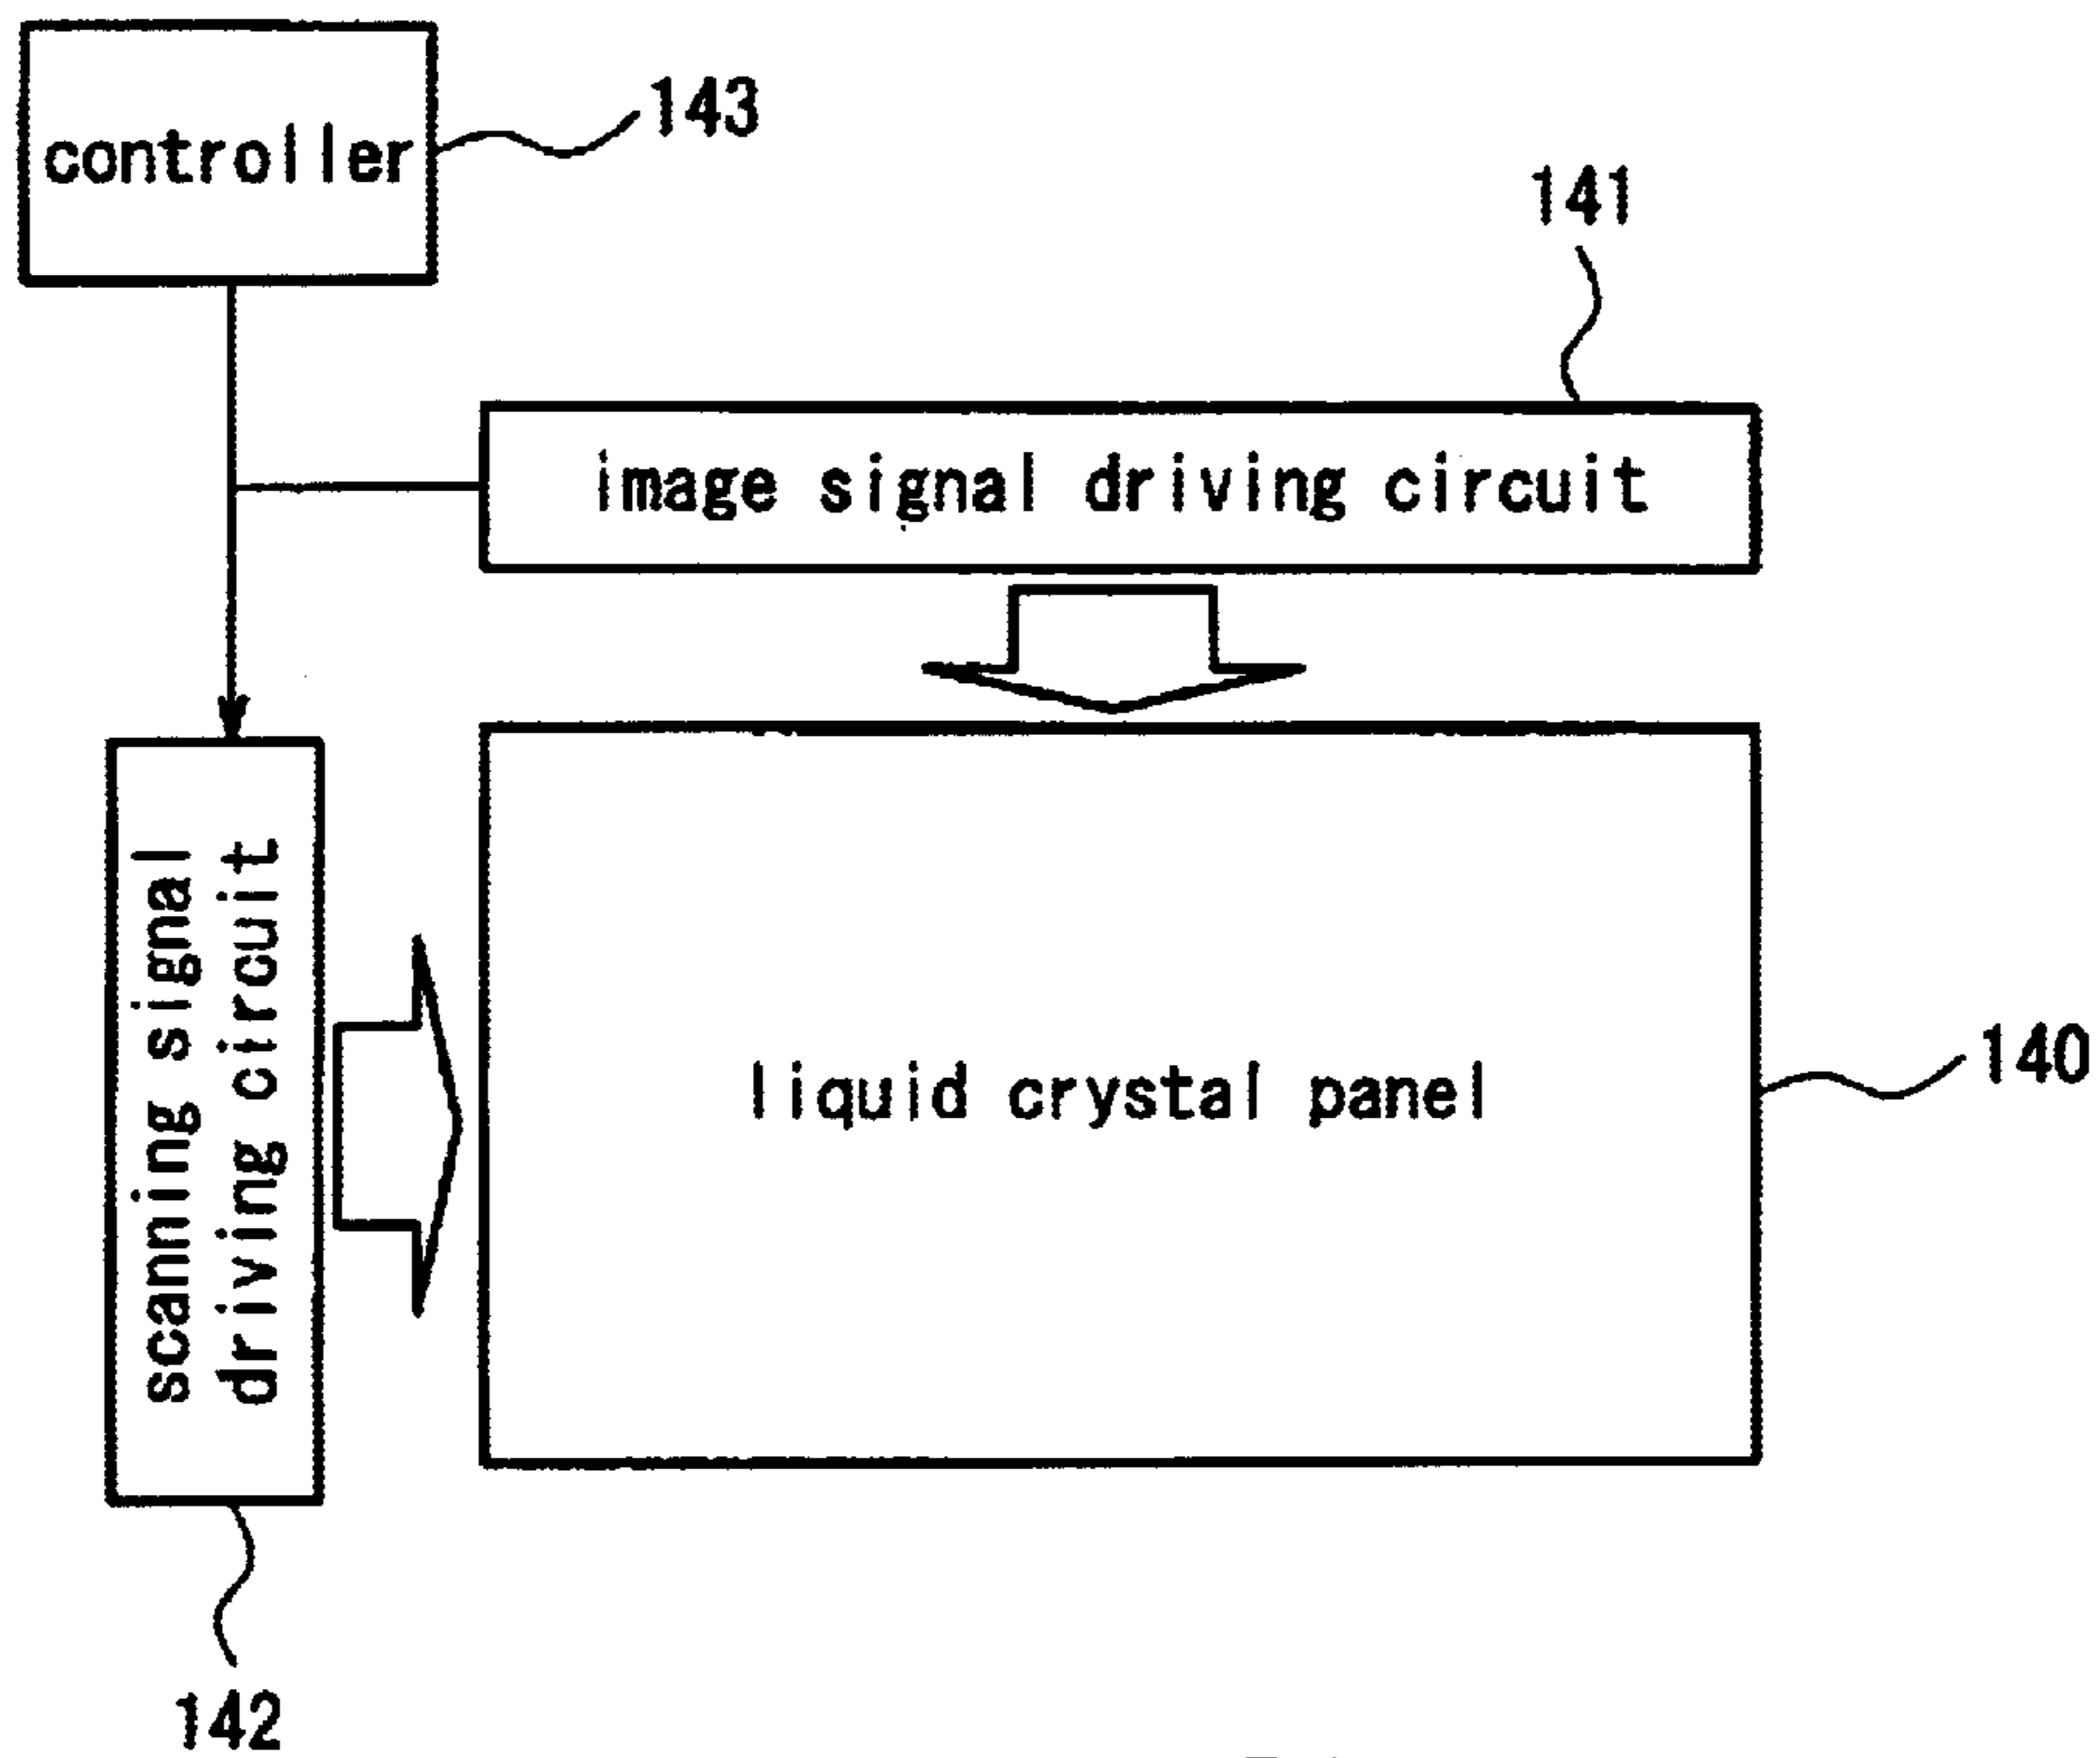 controller
143
141
image signal driving circuit
scanning signal
driving circuit
liquid crystal panel
140
142